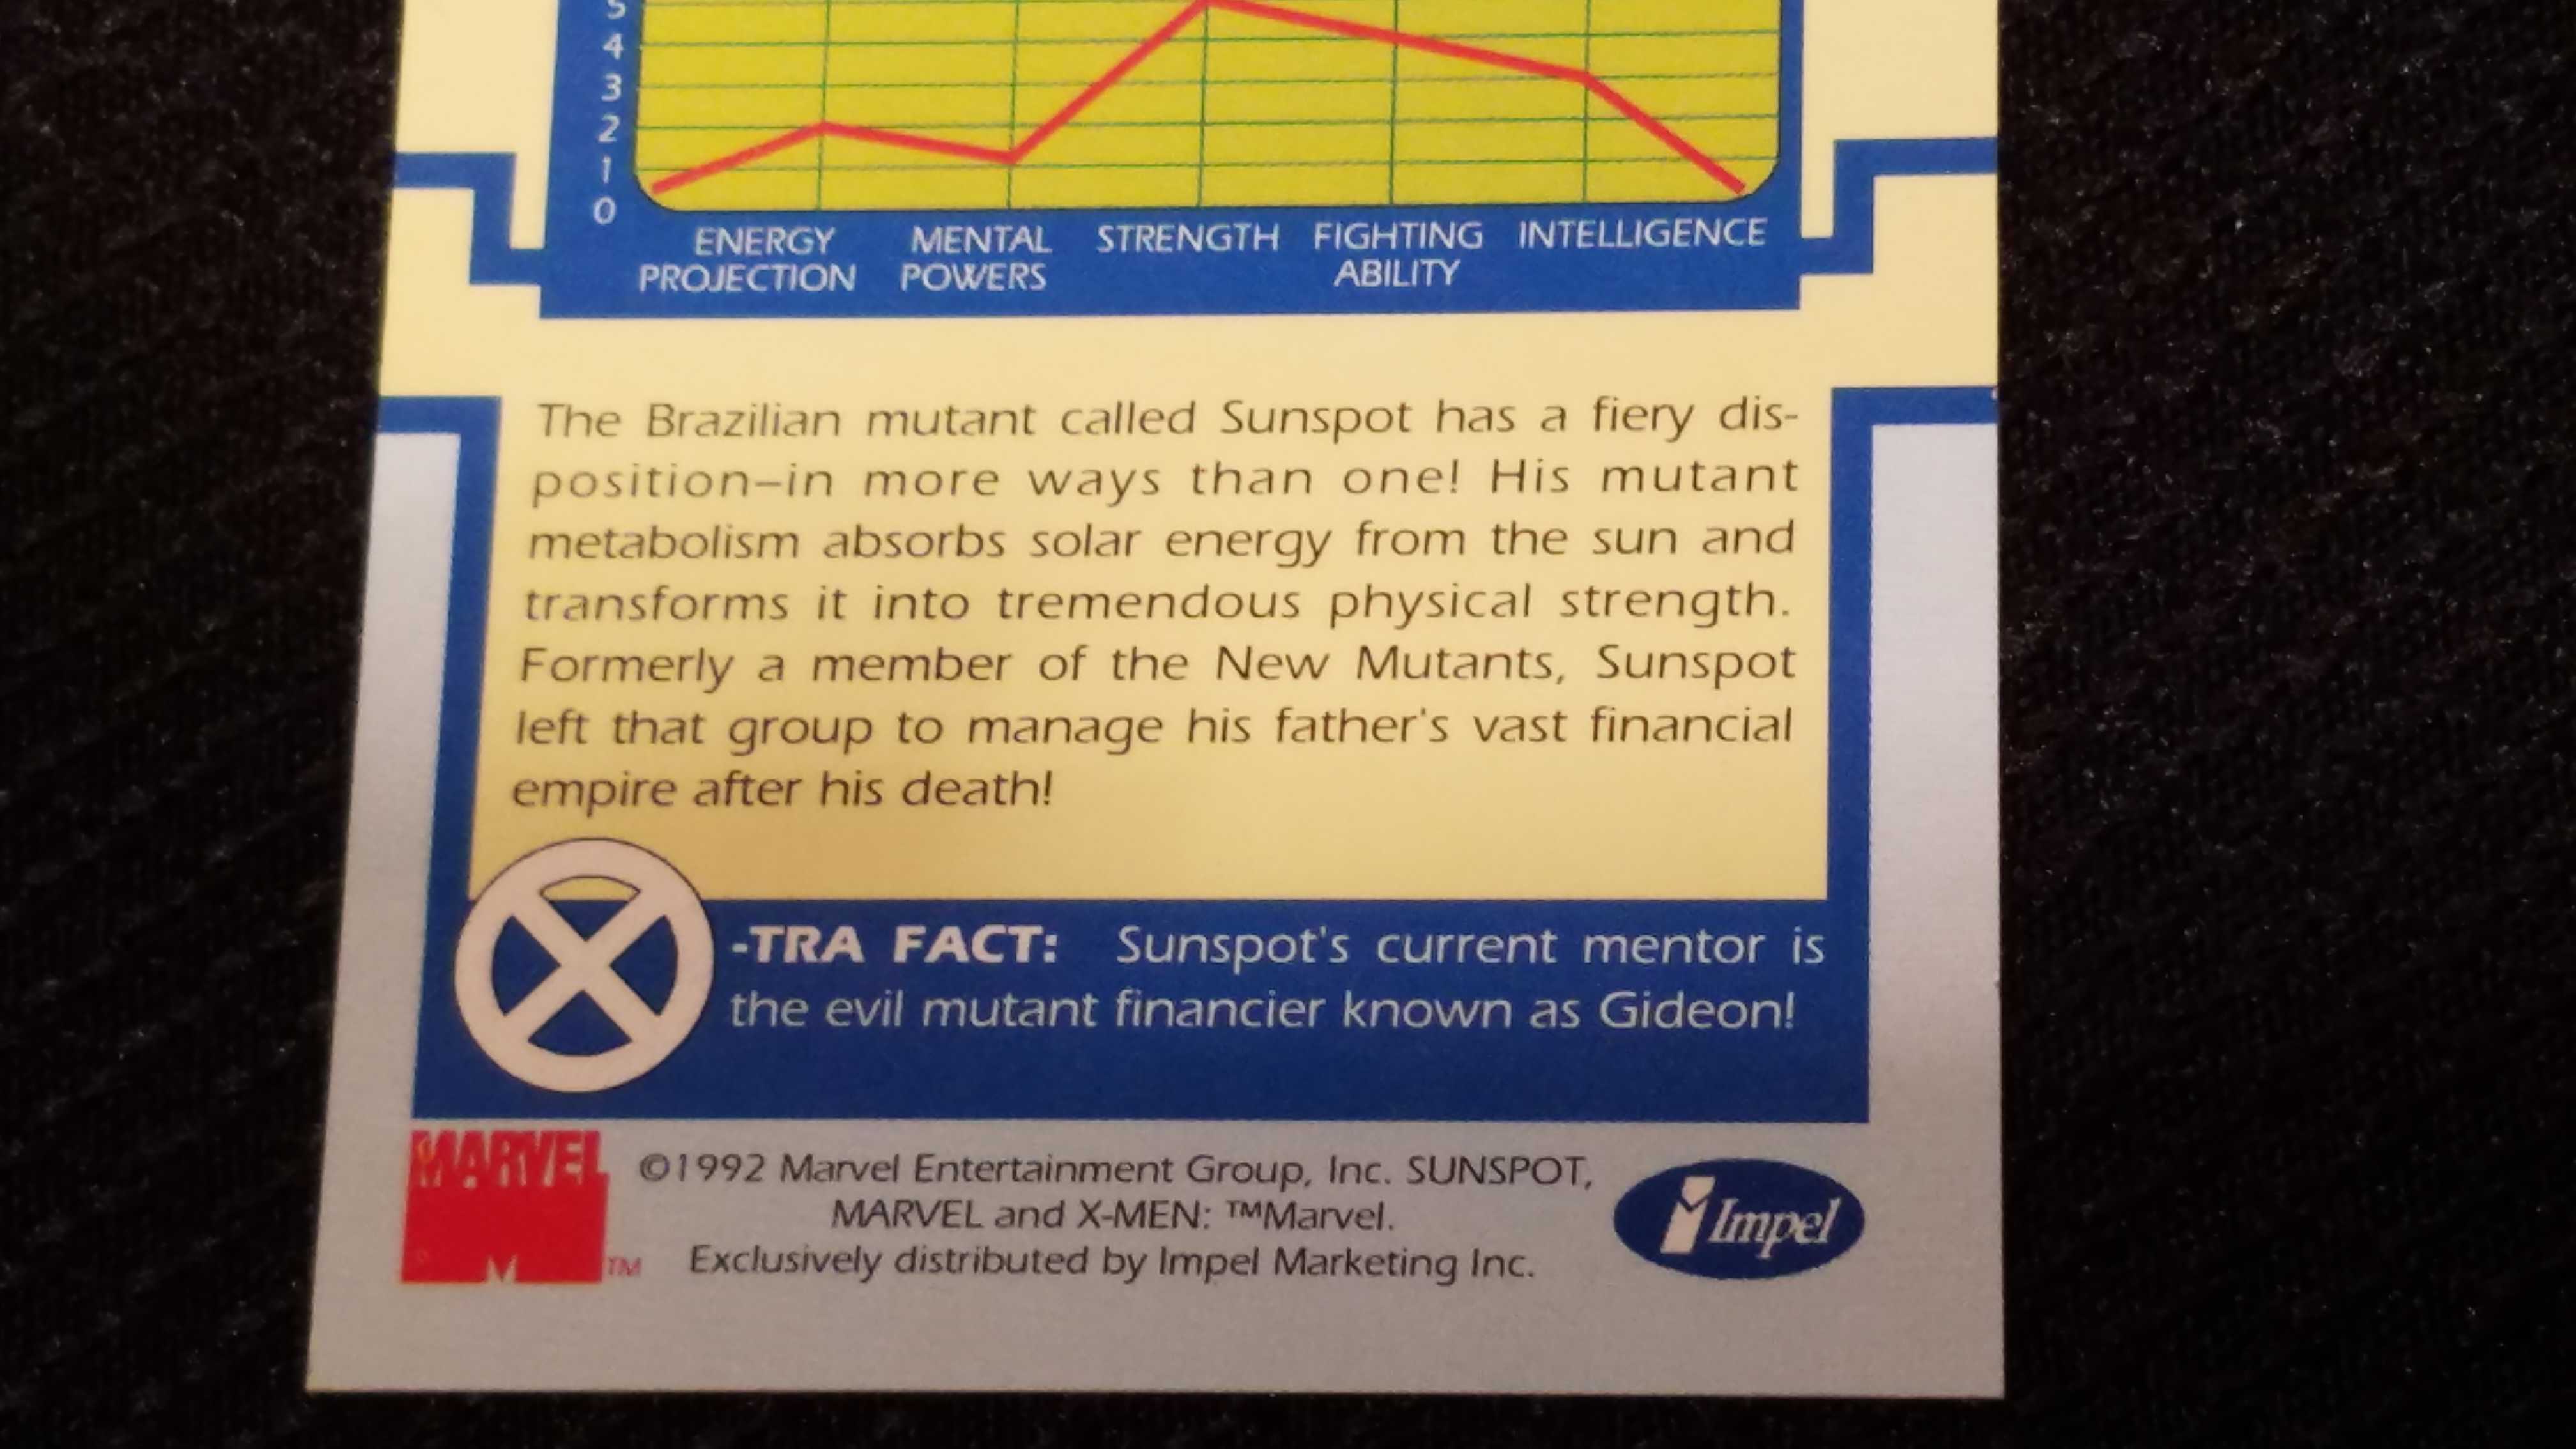 5
4
3
2
1
0
ENERGY PROJECTION
MENTAL POWERS
STRENGTH
FIGHTING ABILITY
INTELLIGENCE
The Brazilian mutant called Sunspot has a fiery dis-
position–in more ways than one! His mutant
metabolism absorbs solar energy from the sun and
transforms it into tremendous physical strength.
Formerly a member of the New Mutants, Sunspot
left that group to manage his father's vast financial
empire after his death!
X-TRA FACT: Sunspot's current mentor is
the evil mutant financier known as Gideon!
MARVEL
TM
©1992 Marvel Entertainment Group, Inc. SUNSPOT,
MARVEL and X-MEN: ™Marvel.
Exclusively distributed by Impel Marketing Inc.
Impel